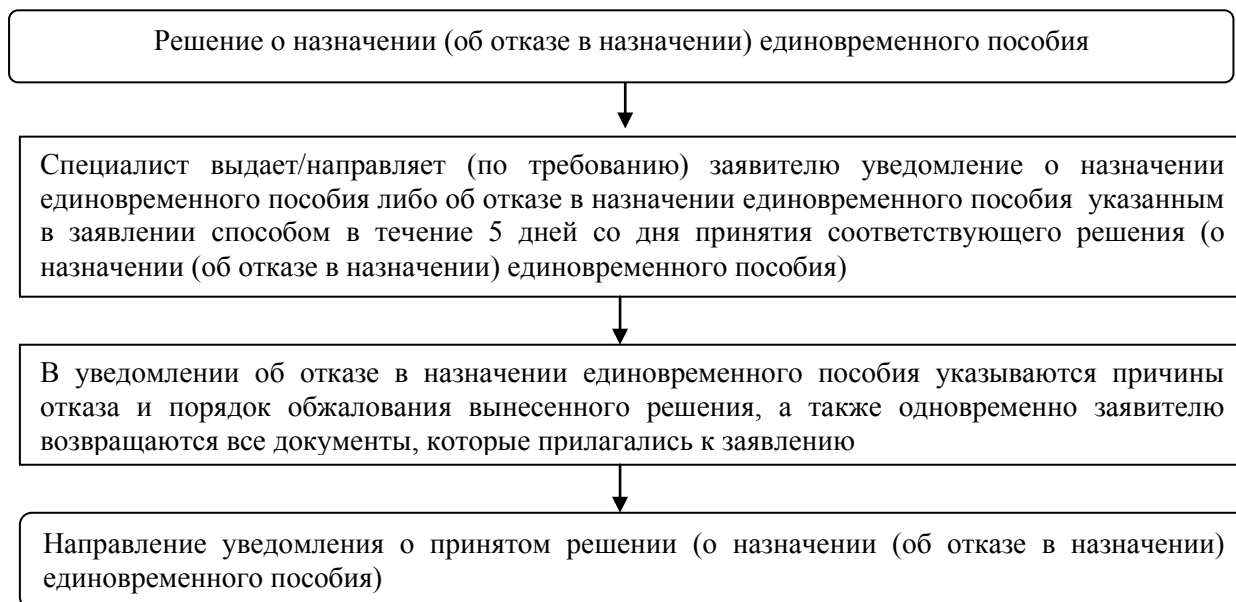 Решение о назначении (об отказе в назначении) единовременного пособия
Специалист выдает/направляет (по требованию) заявителю уведомление о назначении
единовременного пособия либо об отказе в назначении единовременного пособия указанным
в заявлении способом в течение 5 дней со дня принятия соответствующего решения (о
назначении (об отказе в назначении) единовременного пособия)
В уведомлении об отказе в назначении единовременного пособия указываются причины
отказа и порядок обжалования вынесенного решения, а также одновременно заявителю
возвращаются все документы, которые прилагались к заявлению
Направление уведомления о принятом решении (о назначении (об отказе в назначении)
единовременного пособия)